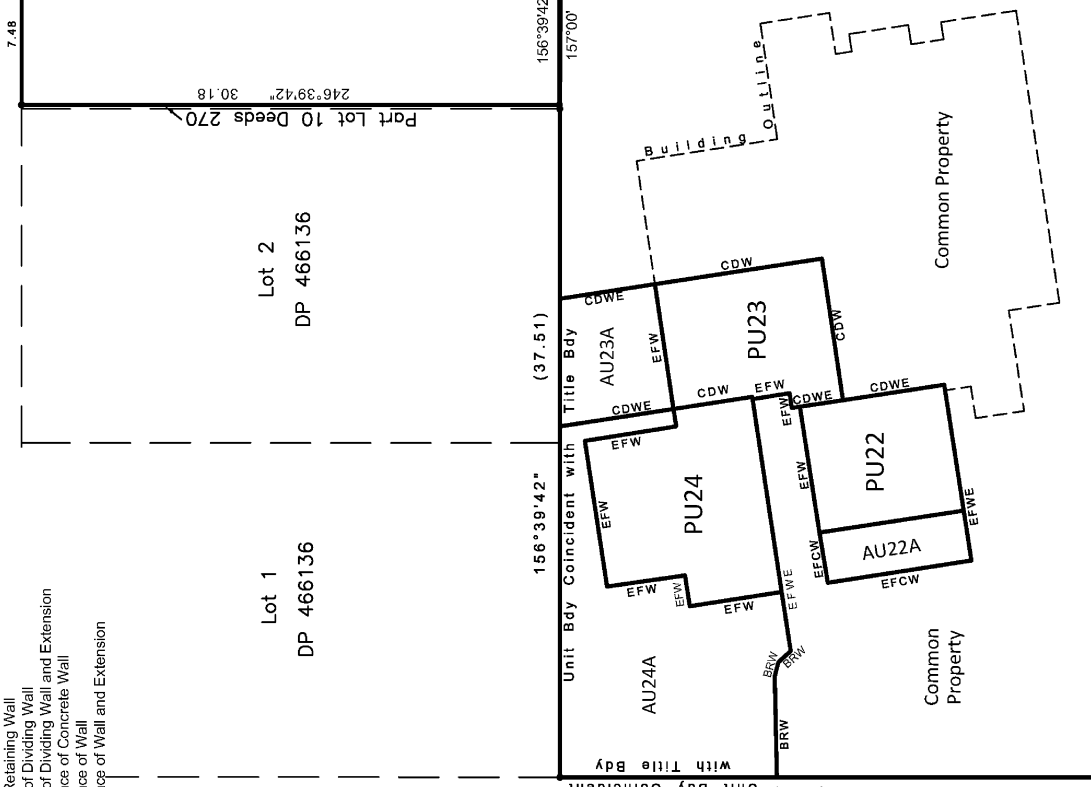 7.48
246°39'42" 30.18
Part Lot 10 Deeds 270
156°39'42
157°00'
Lot 2
DP 466136
Lot 1
DP 466136
(37.51)
156°39'42"
Unit Bdy Coincident with Title Bdy
Building Outline
Common Property
CDWE
CDW
AU23A
EFW
PU23
CDW
CDWE
CDW
EFW
EFW
CDWE
CDWE
EFW
EFW
PU24
EFW
PU22
EFWE
EFCW
AU22A
EFCW
EFW
EFW
EFW
EFWE
AU24A
BRW
BRW
BRW
Common
Property
with Title Bdy
Unit Bdy Coincident
Retaining Wall
of Dividing Wall
of Dividing Wall and Extension
ce of Concrete Wall
ce of Wall
ce of Wall and Extension